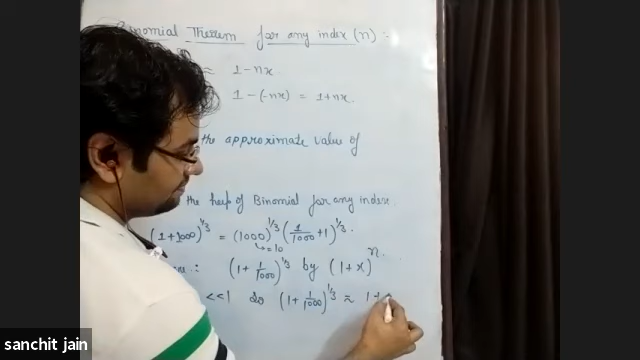 Binomial Theorem for any index (n) :-
≈ 1-nx.
1-(-nx) = 1+nx.
the approximate value of
the help of Binomial for any index.
(1+1000)^{1/3} = (1000)^{1/3} (1/1000 +1)^{1/3}.
↳=10
(1+ 1/1000)^{1/3} by (1+x)^n.
<<1 so (1+ 1/1000)^{1/3} ≈ 1+
sanchit jain